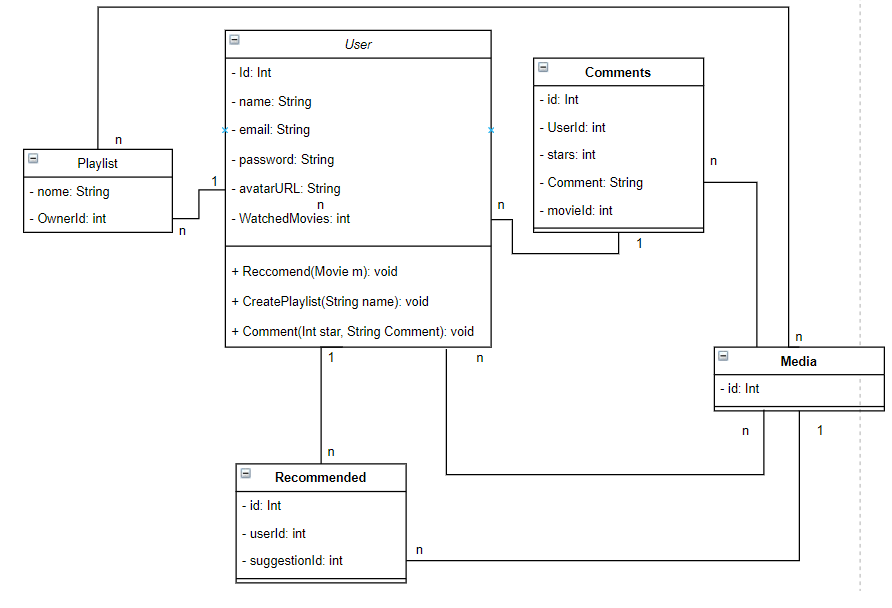 User
- Id: Int
- name: String
- email: String
- password: String
- avatarURL: String
n
- WatchedMovies: int
+ Reccomend(Movie m): void
+ CreatePlaylist(String name): void
+ Comment(Int star, String Comment): void
Comments
- id: Int
- UserId: int
- stars: int
- Comment: String
- movieId: int
n
n
1
n
Playlist
- nome: String
- OwnerId: int
1
n
n
Media
- id: Int
n
1
1
n
n
Recommended
- id: Int
- userId: int
- suggestionId: int
n